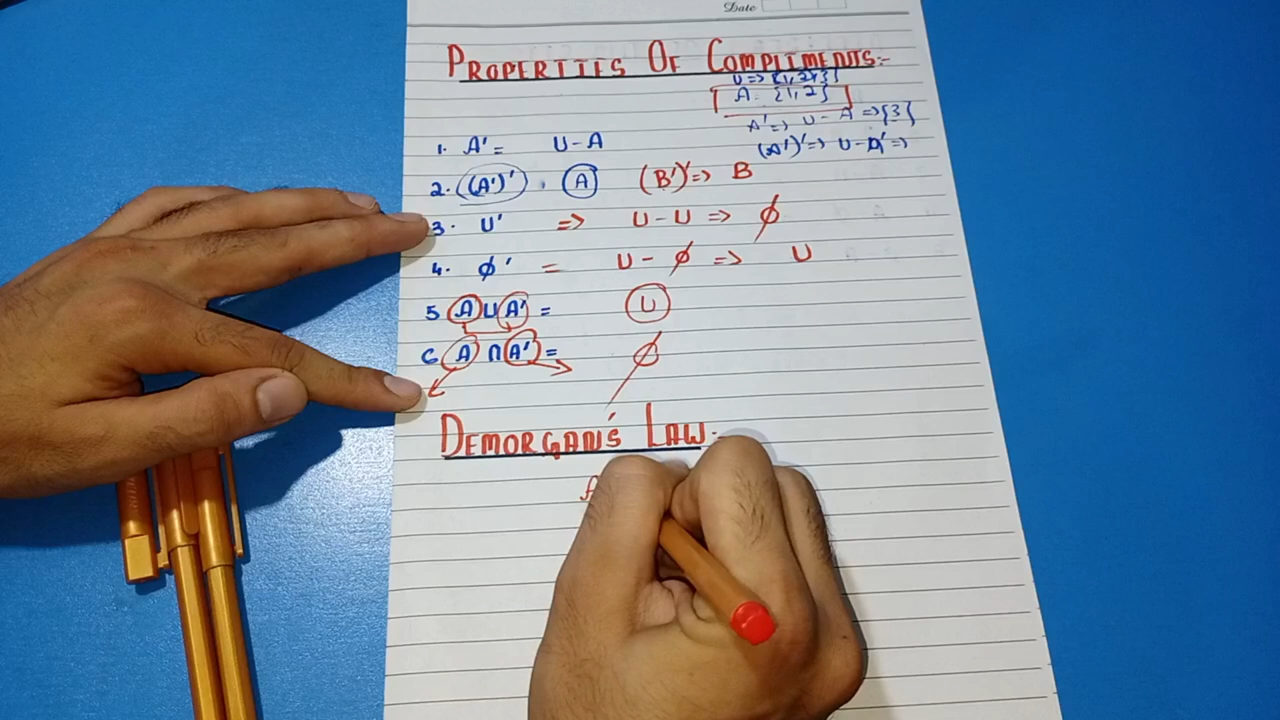 Date
PROPERTIES OF COMPLIMENTS:-
U => {1,2,3}
A = {1,2}
A' => U - A => {3}
(A')' => U - A' =>
1. A' = U - A
2. (A')' = A (B')' => B
3. U' => U - U => ϕ
4. ϕ' = U - ϕ => U
5 A U A' = U
6 A ∩ A' = ϕ
DEMORGAN'S LAW:-